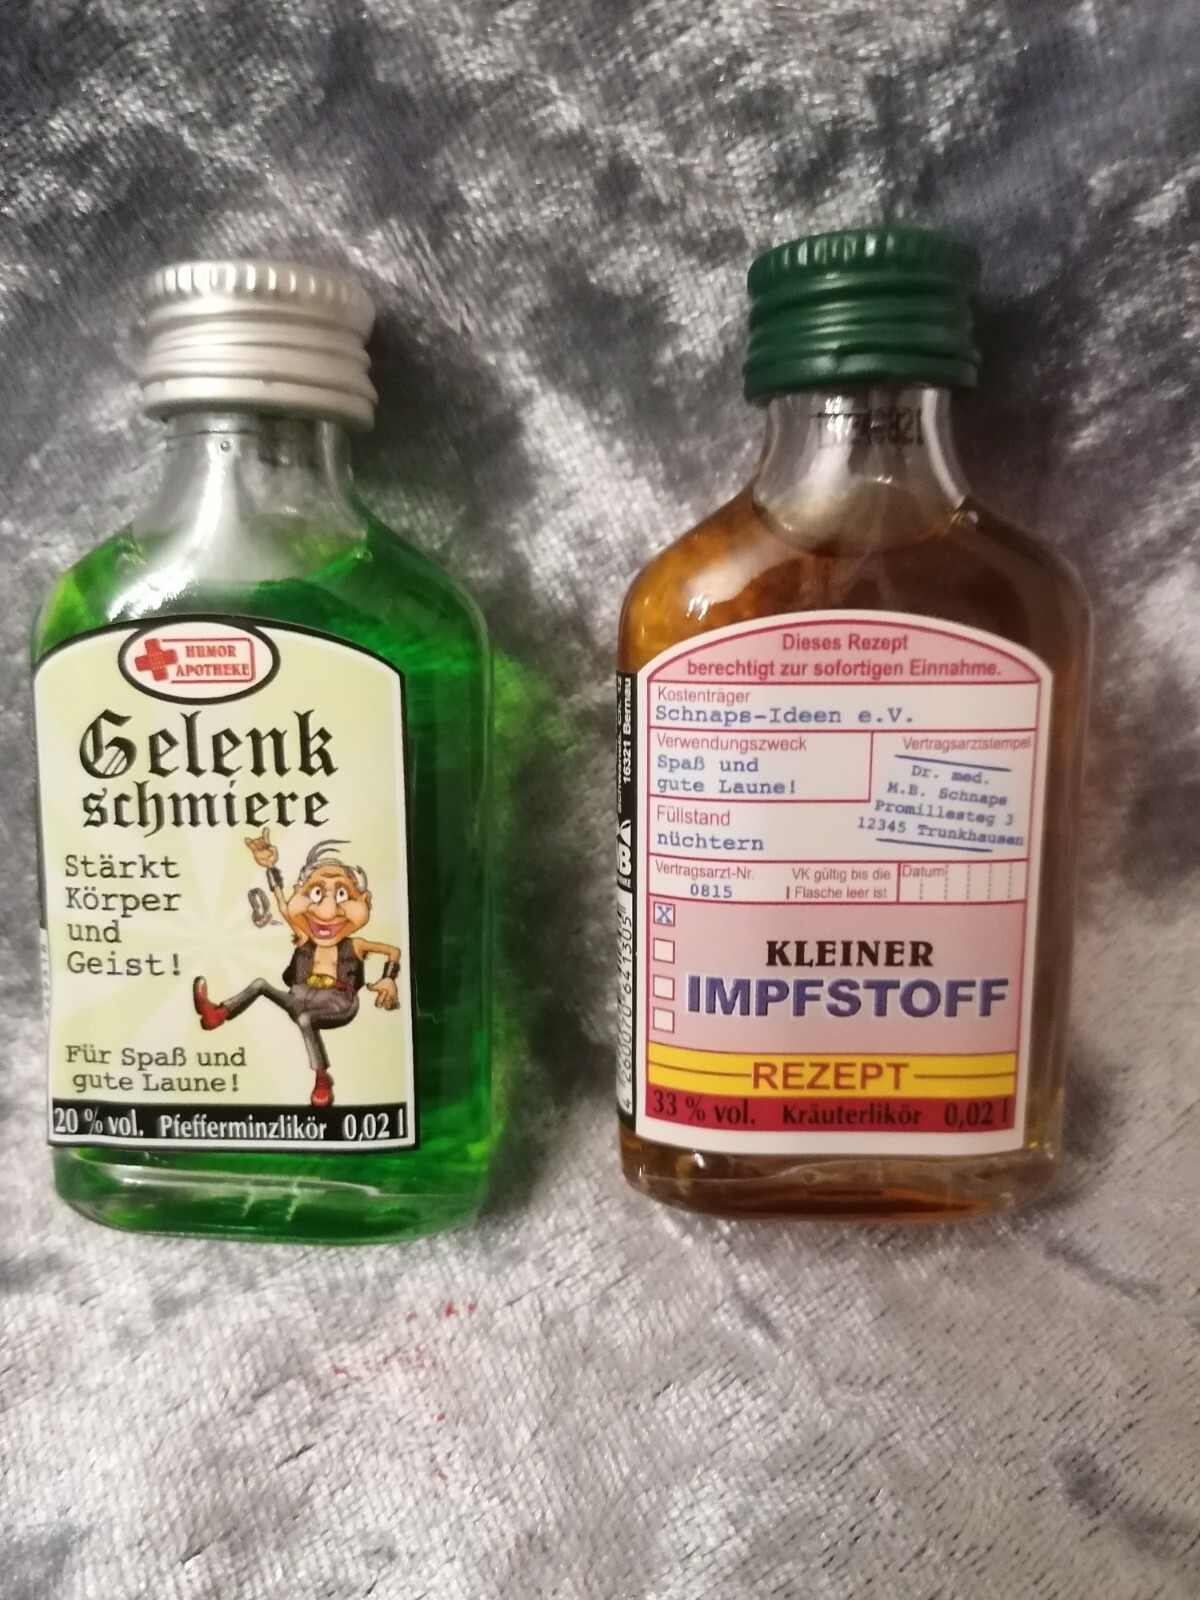 HUMOR
APOTHEKE
Gelenk
schmiere
Stärkt
Körper
und
Geist!
Für Spaß und
gute Laune!
20 % vol. Pfefferminzlikör 0,02 l
Dieses Rezept
berechtigt zur sofortigen Einnahme.
Kostenträger
Schnaps-Ideen e.V.
Verwendungszweck
Spaß und
gute Laune!
Vertragsarztstempel
Dr. med.
M.B. Schnaps
Promillesteg 3
12345 Trunkhausen
Füllstand
nüchtern
Vertragsarzt-Nr.
0815
VK gültig bis die
Flasche leer ist
Datum
X
KLEINER
IMPFSTOFF
REZEPT
33 % vol. Kräuterlikör 0,02 l
16321 Bernau
4 260070 641305